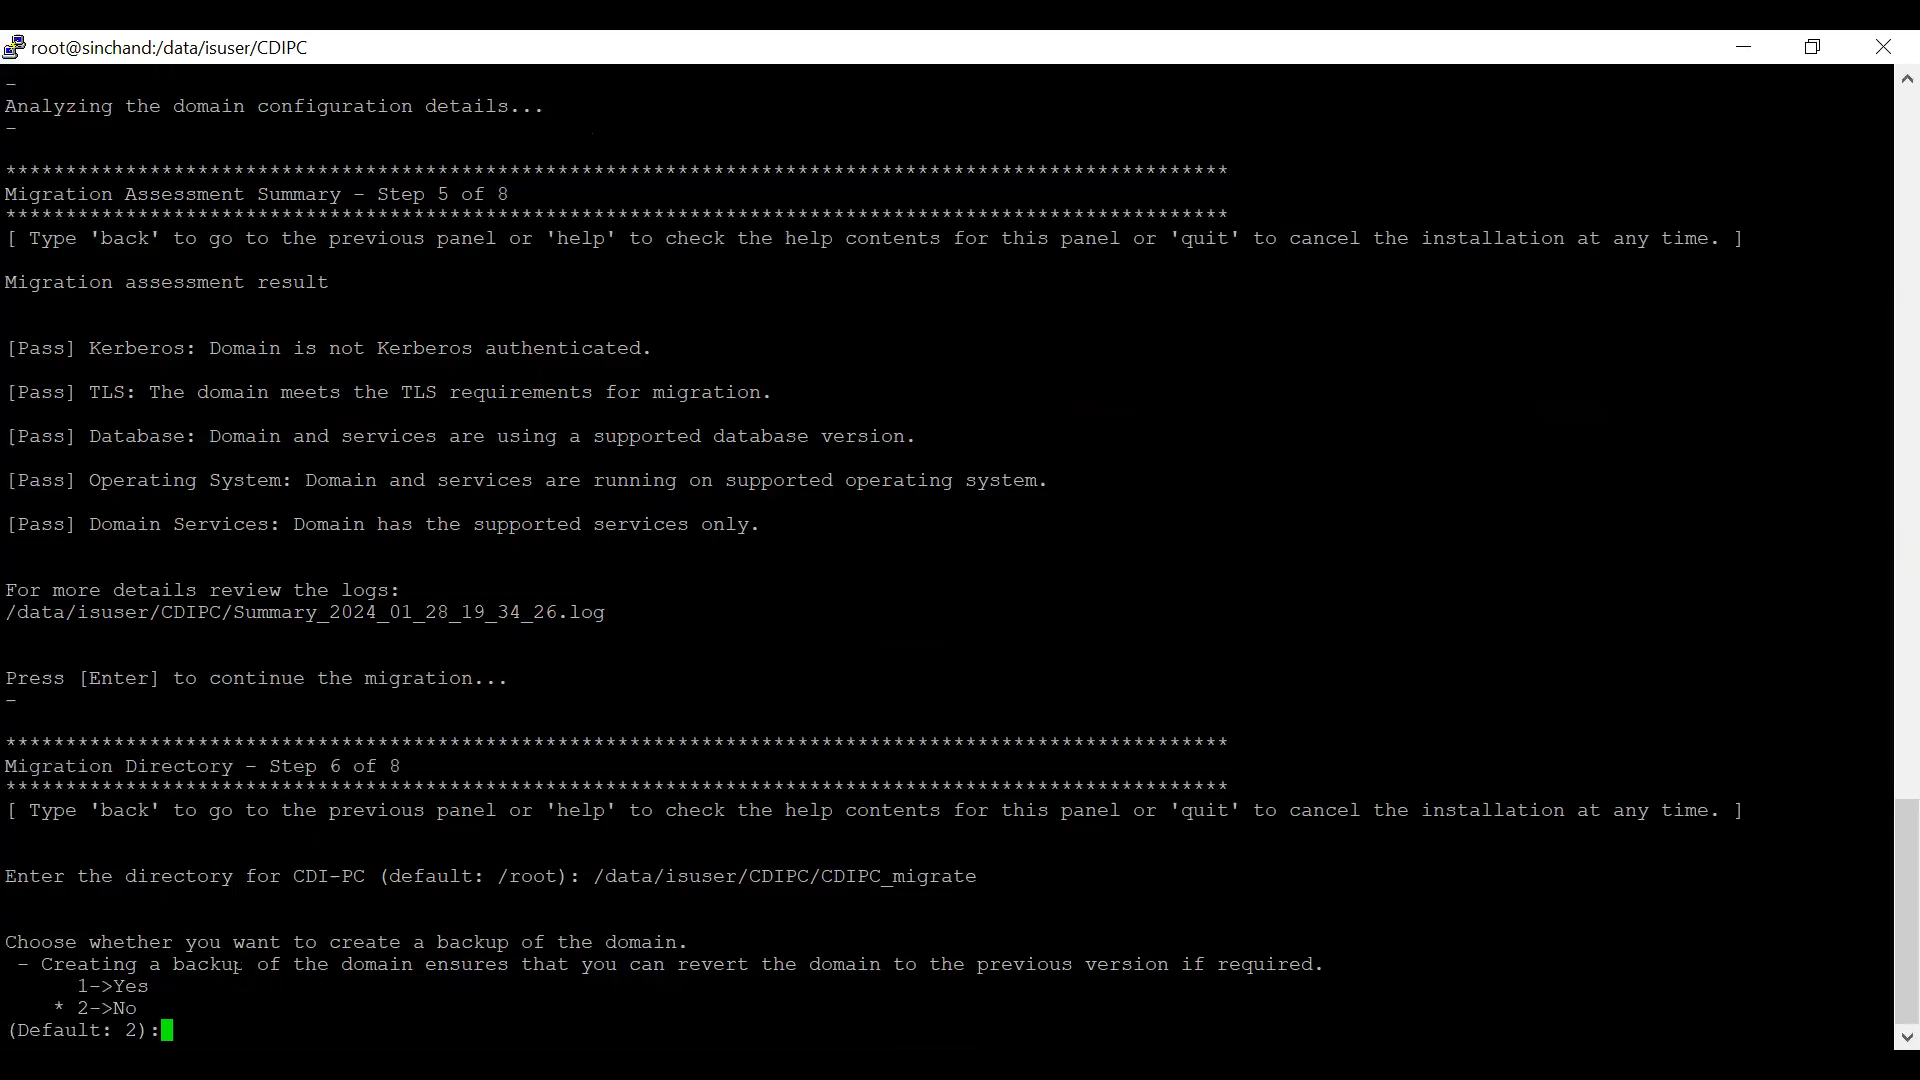 root@sinchand:/data/isuser/CDIPC
-
Analyzing the domain configuration details...
-
******************************************************************************************************
Migration Assessment Summary - Step 5 of 8
******************************************************************************************************
[ Type 'back' to go to the previous panel or 'help' to check the help contents for this panel or 'quit' to cancel the installation at any time. ]
Migration assessment result
[Pass] Kerberos: Domain is not Kerberos authenticated.
[Pass] TLS: The domain meets the TLS requirements for migration.
[Pass] Database: Domain and services are using a supported database version.
[Pass] Operating System: Domain and services are running on supported operating system.
[Pass] Domain Services: Domain has the supported services only.
For more details review the logs:
/data/isuser/CDIPC/Summary_2024_01_28_19_34_26.log
Press [Enter] to continue the migration...
-
******************************************************************************************************
Migration Directory - Step 6 of 8
******************************************************************************************************
[ Type 'back' to go to the previous panel or 'help' to check the help contents for this panel or 'quit' to cancel the installation at any time. ]
Enter the directory for CDI-PC (default: /root): /data/isuser/CDIPC/CDIPC_migrate
Choose whether you want to create a backup of the domain.
- Creating a backup of the domain ensures that you can revert the domain to the previous version if required.
1->Yes
* 2->No
(Default: 2):